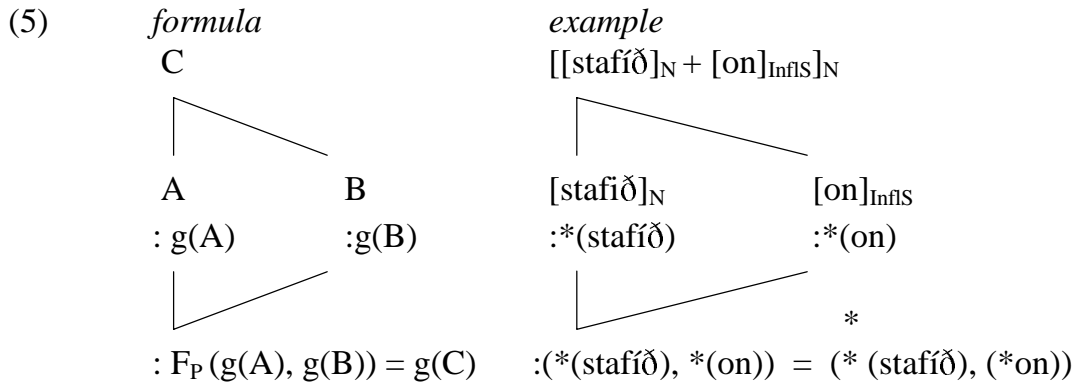 (5) formula example
C [[stafíð]N + [on]InflS]N
A B [stafið]N [on]InflS
: g(A) :g(B) :*(stafíð) :*(on)
*
: FP (g(A), g(B)) = g(C) :(*(stafíð), *(on)) = (* (stafíð), (*on))